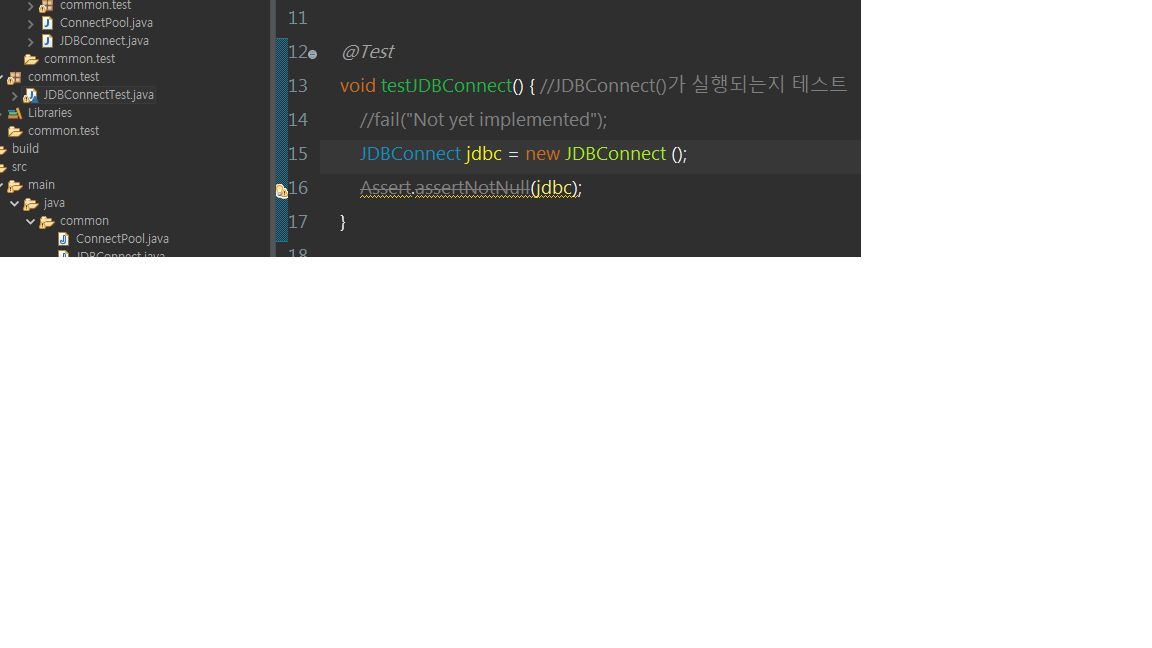 common.test
ConnectPool.java
JDBConnect.java
common.test
common.test
JDBConnectTest.java
Libraries
common.test
build
src
main
java
common
ConnectPool.java
JDBConnect.java
11
12 @Test
13 void testJDBConnect() { //JDBConnect()가 실행되는지 테스트
14 //fail("Not yet implemented");
15 JDBConnect jdbc = new JDBConnect ();
16 Assert.assertNotNull(jdbc);
17 }
18